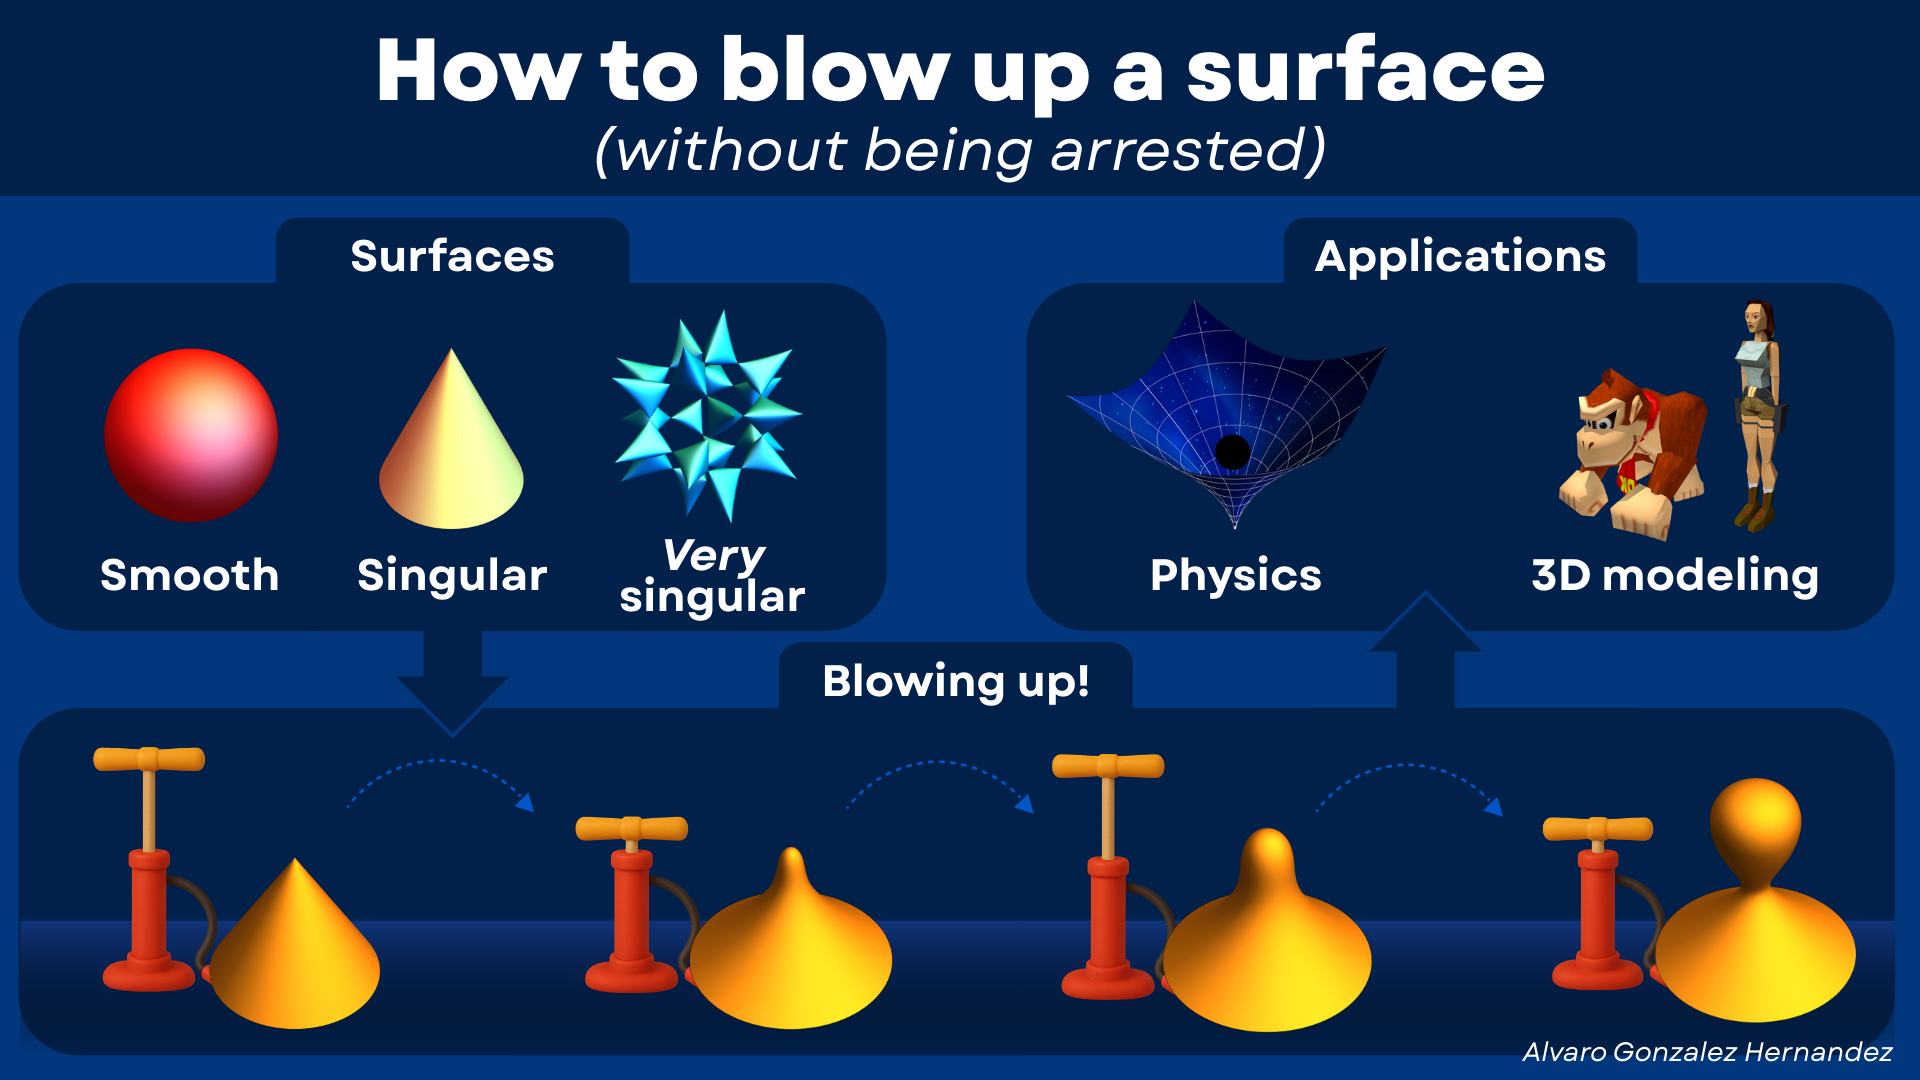 How to blow up a surface
(without being arrested)
Surfaces
Smooth
Singular
Very
singular
Applications
Physics
3D modeling
Blowing up!
Alvaro Gonzalez Hernandez